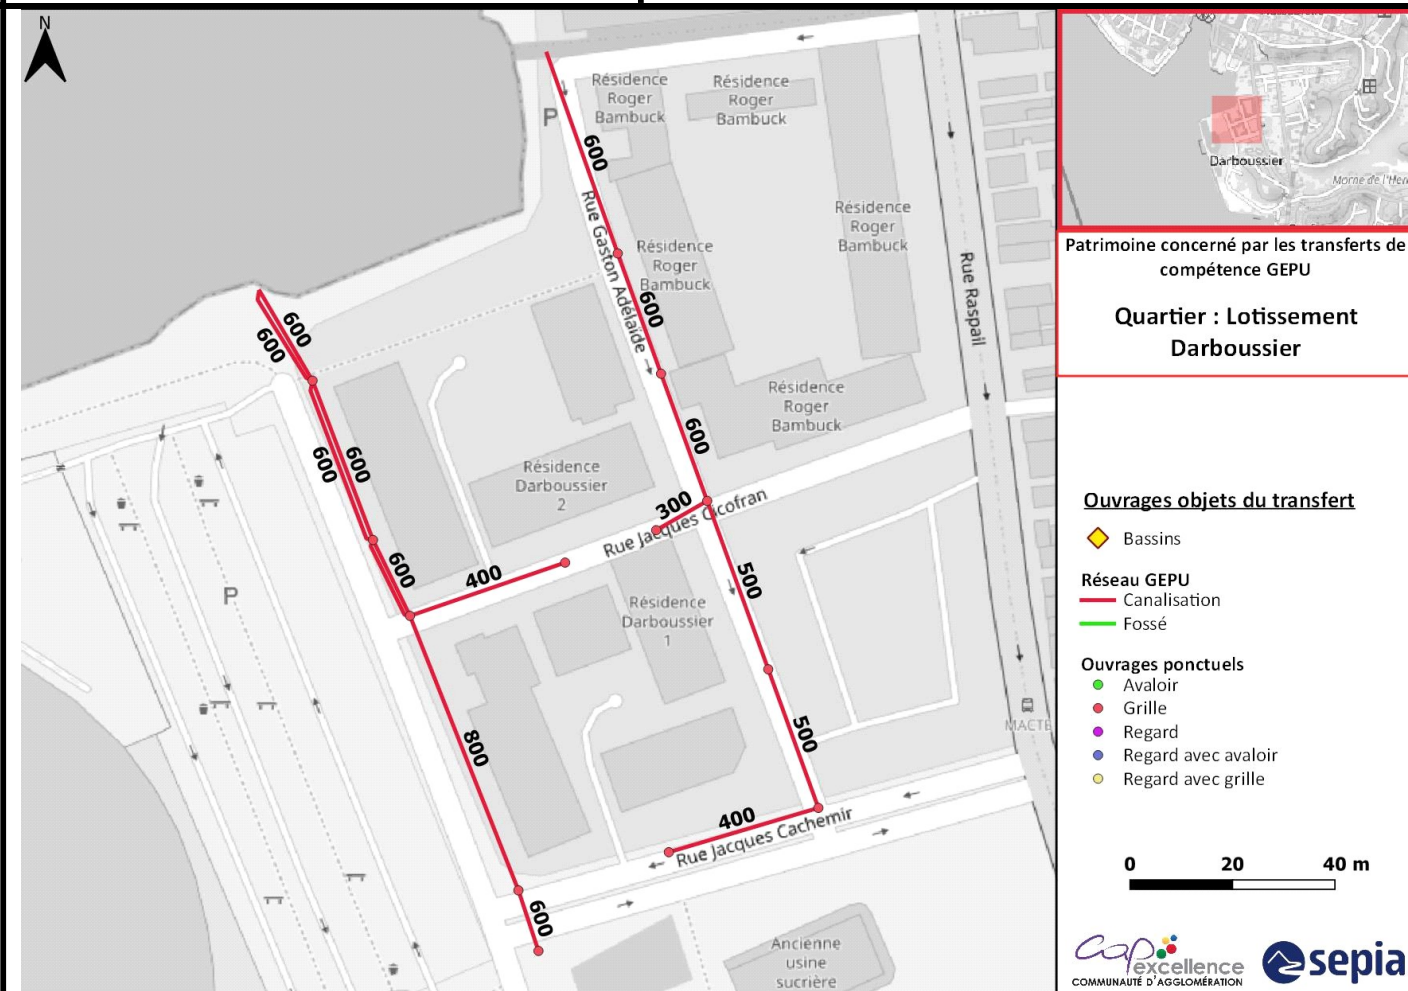 N
Résidence
Roger
Bambuck
Résidence
Roger
Bambuck
P
600
Rue Gaston Adélaïde
Résidence
Roger
Bambuck
Résidence
Roger
Bambuck
Rue Raspail
600
600
600
Résidence
Roger
Bambuck
600
600
600
Résidence
Darboussier
2
300
Rue Jacques Cicofran
600
400
500
P
Résidence
Darboussier
1
800
500
MACTE
400
Rue Jacques Cachemir
600
Ancienne
usine
sucrière
Darboussier
Patrimoine concerné par les transferts de
compétence GEPU
Quartier : Lotissement
Darboussier
Ouvrages objets du transfert
Bassins
Réseau GEPU
Canalisation
Fossé
Ouvrages ponctuels
Avaloir
Grille
Regard
Regard avec avaloir
Regard avec grille
0 20 40 m
cap
excellence
COMMUNAUTÉ D'AGGLOMÉRATION
sepia